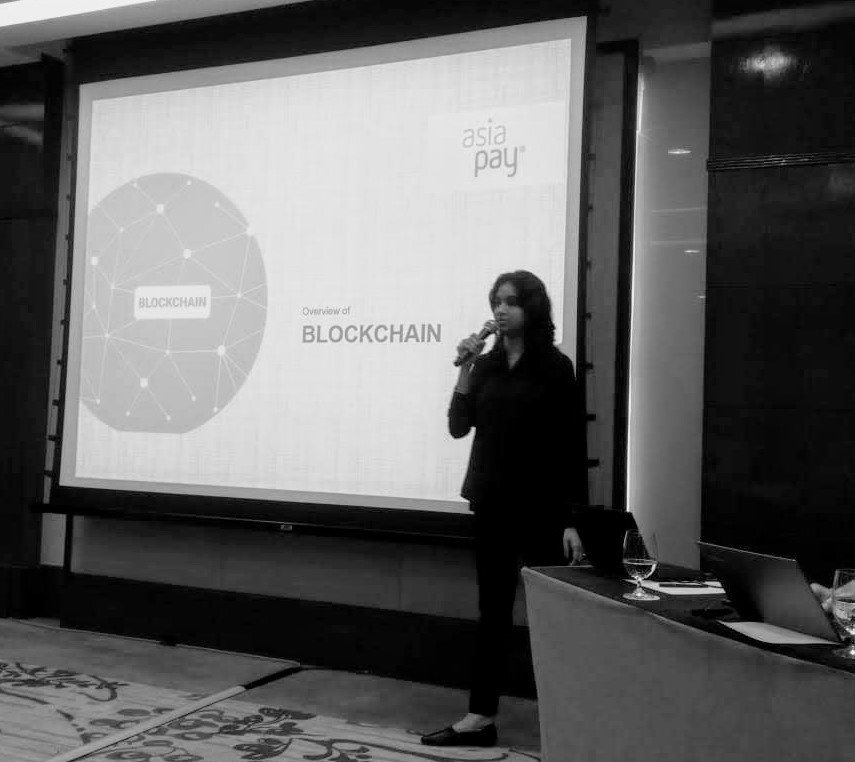 asia
pay®
BLOCKCHAIN
Overview of
BLOCKCHAIN